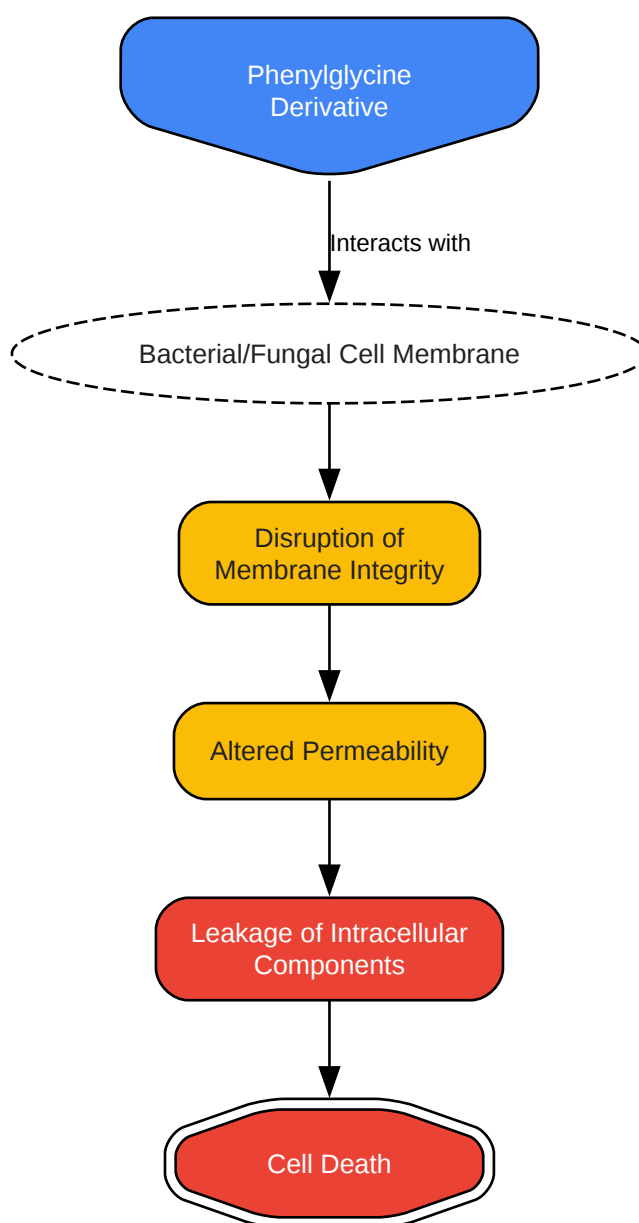 Phenylglycine
Derivative
Interacts with
Bacterial/Fungal Cell Membrane
Disruption of
Membrane Integrity
Altered Permeability
Leakage of Intracellular
Components
Cell Death